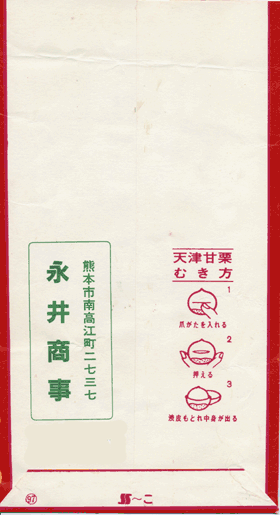 天津甘栗
むき方
1
爪がたを入れる
2
押える
3
渋皮もとれ中身が出る
熊本市南高江町二七三七
永井商事
97
〜こ